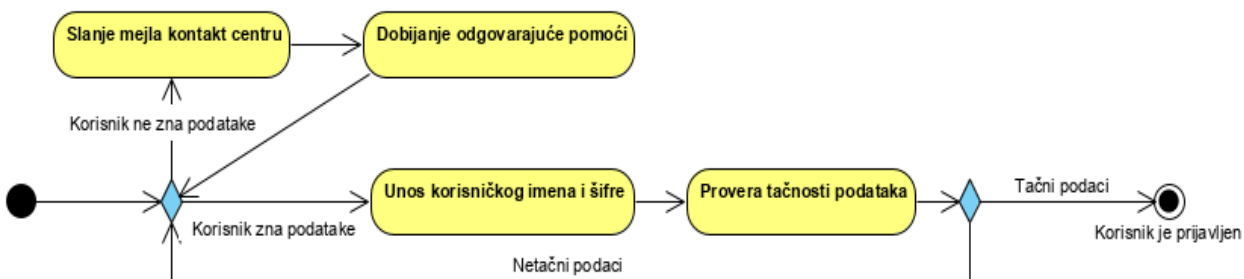 Slanje mejla kontakt centru
Dobijanje odgovarajuće pomoći
Korisnik ne zna podatake
Unos korisničkog imena i šifre
Provera tačnosti podataka
Tačni podaci
Korisnik zna podatake
Korisnik je prijavljen
Netačni podaci